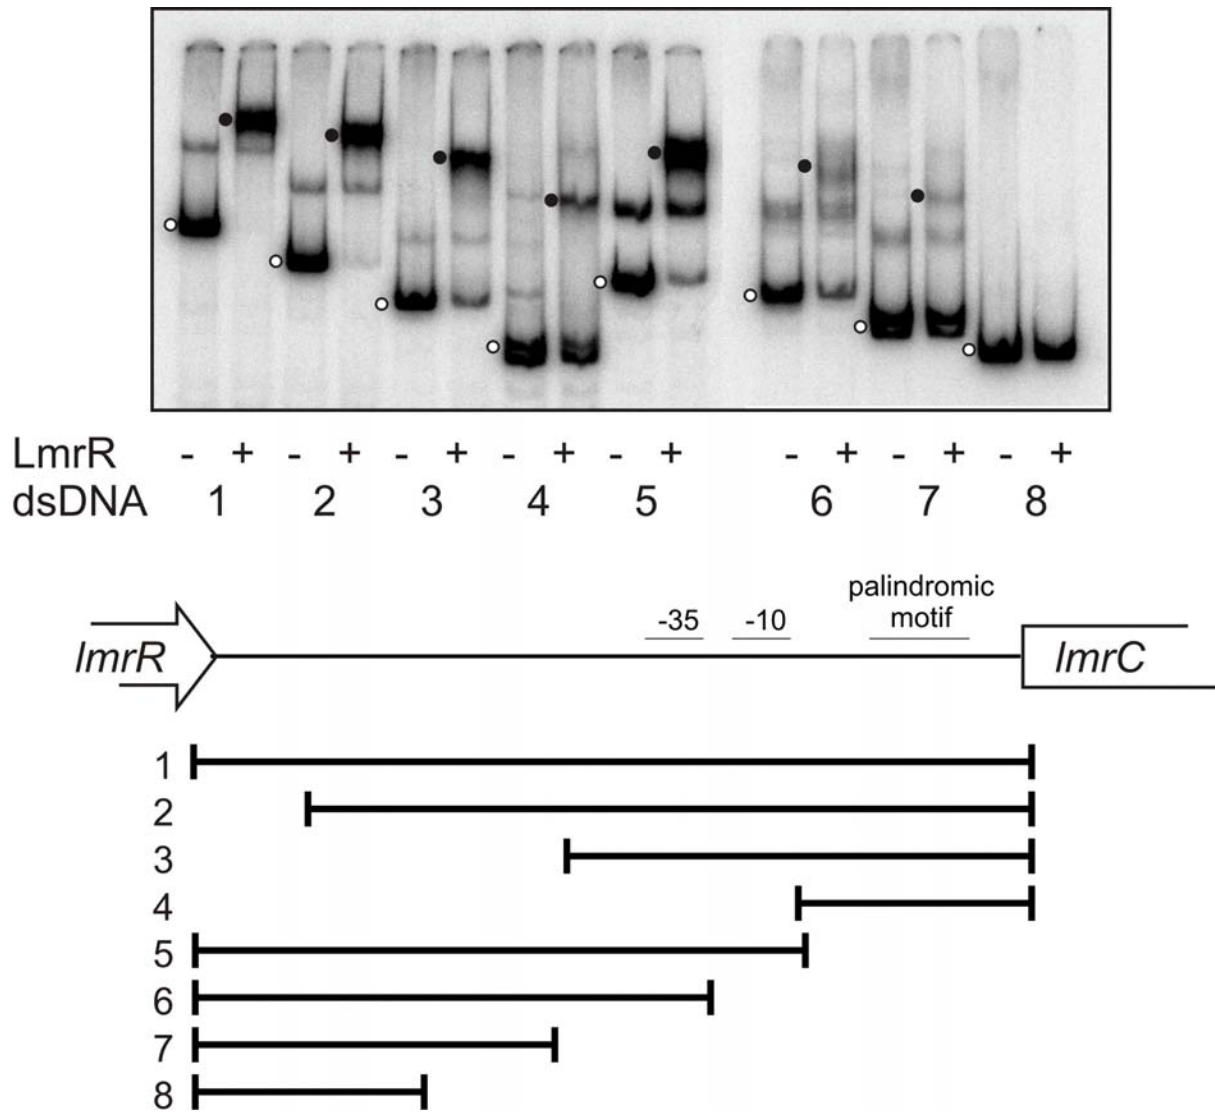 LmrR - + - + - + - + - + - + - + - +
dsDNA 1 2 3 4 5 6 7 8
palindromic
-35 -10 motif
lmrR lmrC
1
2
3
4
5
6
7
8